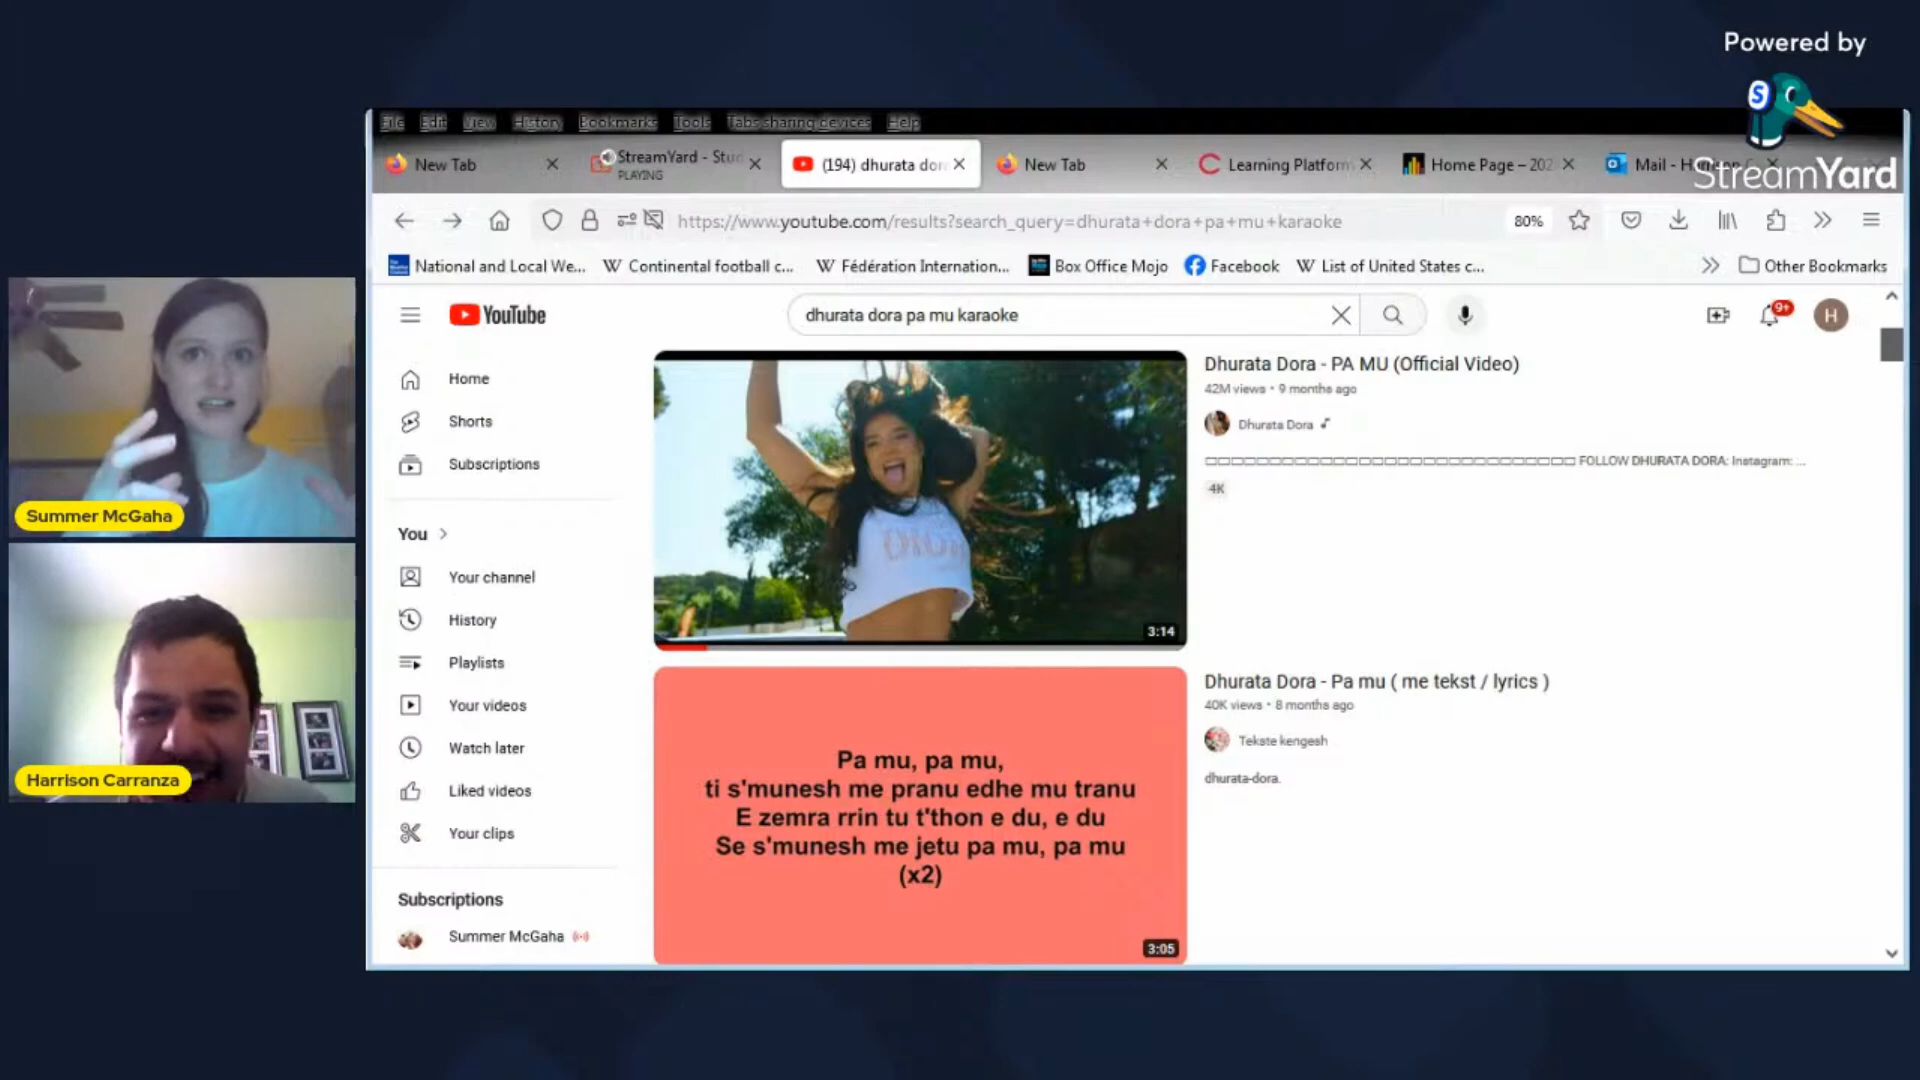 Powered by
StreamYard
File Edit View History Bookmarks Tools Tabs sharing devices Help
New Tab
StreamYard - Stu
PLAYING
(194) dhurata dor
New Tab
Learning Platform
Home Page – 202
Mail - Harrison C
https://www.youtube.com/results?search_query=dhurata+dora+pa+mu+karaoke
80%
National and Local We...
Continental football c...
Fédération Internation...
Box Office Mojo
Facebook
List of United States c...
Other Bookmarks
YouTube
dhurata dora pa mu karaoke
9+
H
Home
Shorts
Subscriptions
You
Your channel
History
Playlists
Your videos
Watch later
Liked videos
Your clips
Subscriptions
Summer McGaha
3:14
Dhurata Dora - PA MU (Official Video)
42M views • 9 months ago
Dhurata Dora
FOLLOW DHURATA DORA: Instagram: ...
4K
Pa mu, pa mu,
ti s'munesh me pranu edhe mu tranu
E zemra rrin tu t'thon e du, e du
Se s'munesh me jetu pa mu, pa mu
(x2)
3:05
Dhurata Dora - Pa mu ( me tekst / lyrics )
40K views • 8 months ago
Tekste kengesh
dhurata-dora.
Summer McGaha
Harrison Carranza